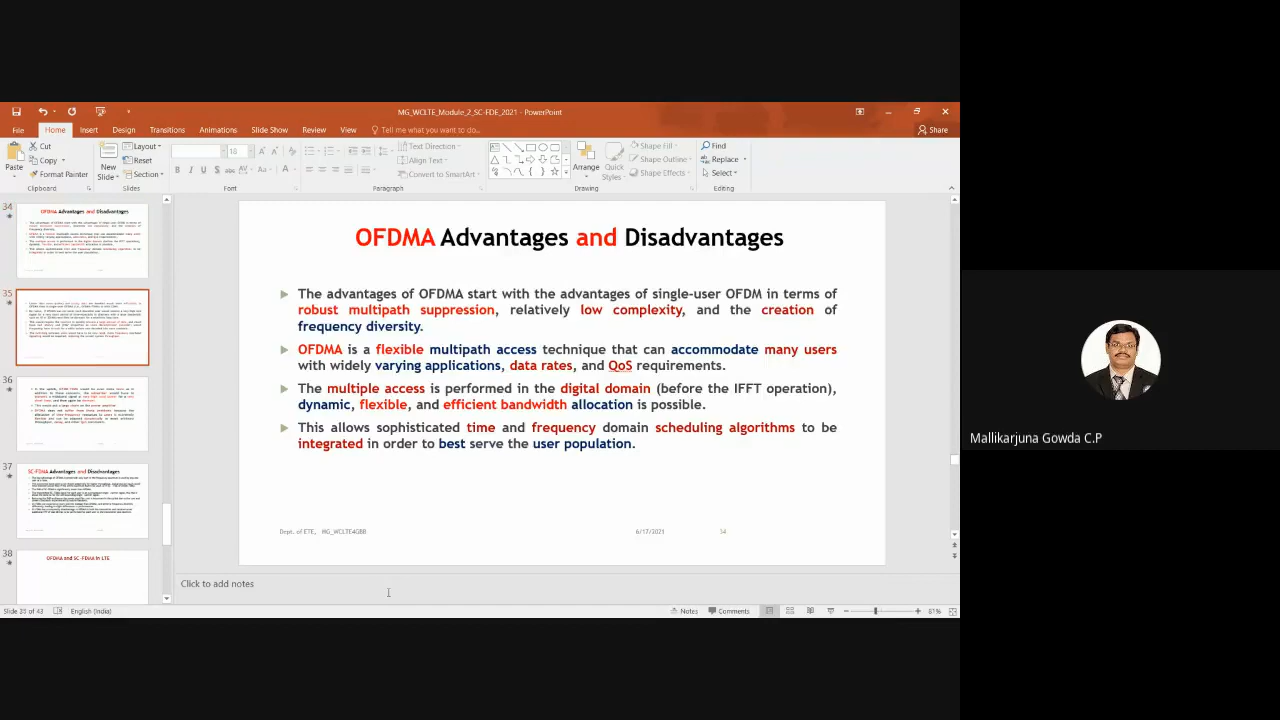 MG_WCLTE_Module_2_SC-FDE_2021 - PowerPoint
File Home Insert Design Transitions Animations Slide Show Review View Tell me what you want to do... Share
Paste Cut Copy Format Painter Clipboard
New Slide Layout Reset Section Slides
18 Font
Text Direction Align Text Convert to SmartArt Paragraph
Arrange Quick Styles Shape Fill Shape Outline Shape Effects Drawing
Find Replace Select Editing
34
OFDMA Advantages and Disadvantages
35
36
37
SC-FDMA Advantages and Disadvantages
38
OFDMA and SC-FDMA in LTE
OFDMA Advantages and Disadvantages
The advantages of OFDMA start with the advantages of single-user OFDM in terms of
robust multipath suppression, relatively low complexity, and the creation of
frequency diversity.
OFDMA is a flexible multipath access technique that can accommodate many users
with widely varying applications, data rates, and QoS requirements.
The multiple access is performed in the digital domain (before the IFFT operation),
dynamic, flexible, and efficient bandwidth allocation is possible.
This allows sophisticated time and frequency domain scheduling algorithms to be
integrated in order to best serve the user population.
Dept. of ETE, MG_WCLTE4GBB 6/17/2021 34
Click to add notes
Slide 35 of 43 English (India) Notes Comments 81%
Mallikarjuna Gowda C.P